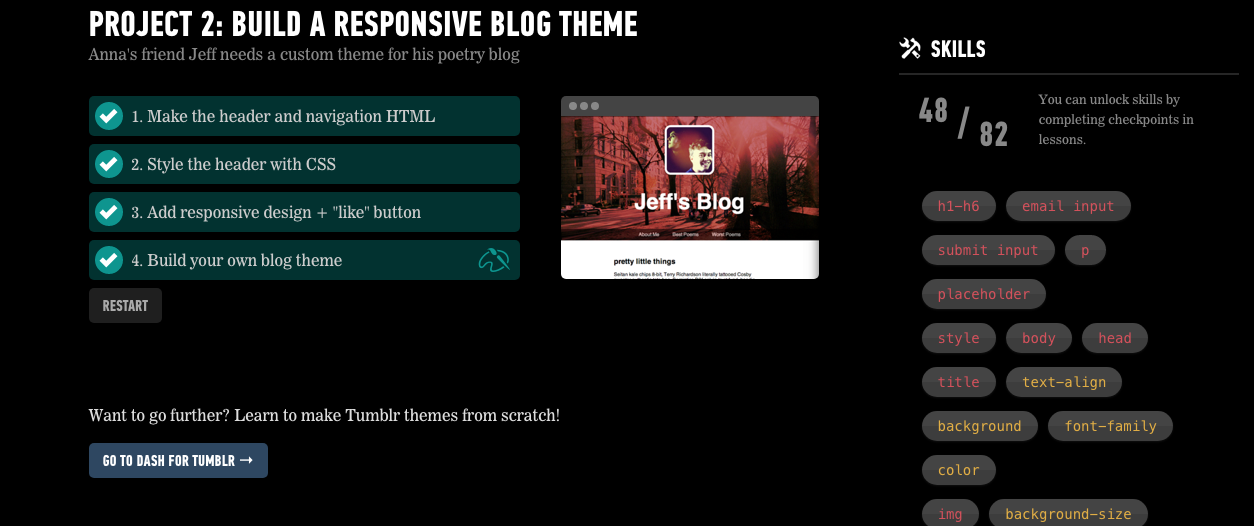 PROJECT 2: BUILD A RESPONSIVE BLOG THEME
Anna's friend Jeff needs a custom theme for his poetry blog
1. Make the header and navigation HTML
2. Style the header with CSS
3. Add responsive design + "like" button
4. Build your own blog theme
RESTART
Jeff's Blog
About Me Best Poems Worst Poems
pretty little things
Seitan kale chips 8-bit, Terry Richardson literally tattooed Cosby
Want to go further? Learn to make Tumblr themes from scratch!
GO TO DASH FOR TUMBLR →
SKILLS
48 / 82
You can unlock skills by
completing checkpoints in
lessons.
h1-h6 email input
submit input p
placeholder
style body head
title text-align
background font-family
color
img background-size